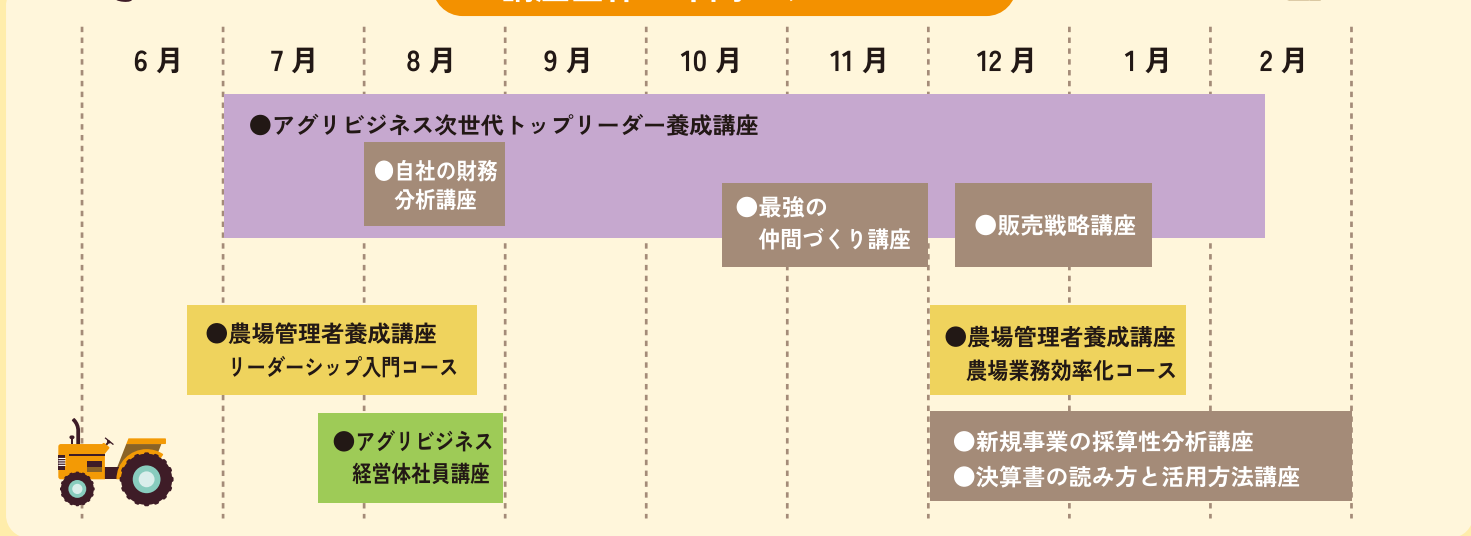 6月 7月 8月 9月 10月 11月 12月 1月 2月
●アグリビジネス次世代トップリーダー養成講座
●自社の財務
分析講座
●最強の
仲間づくり講座
●販売戦略講座
●農場管理者養成講座
リーダーシップ入門コース
●農場管理者養成講座
農場業務効率化コース
●アグリビジネス
経営体社員講座
●新規事業の採算性分析講座
●決算書の読み方と活用方法講座